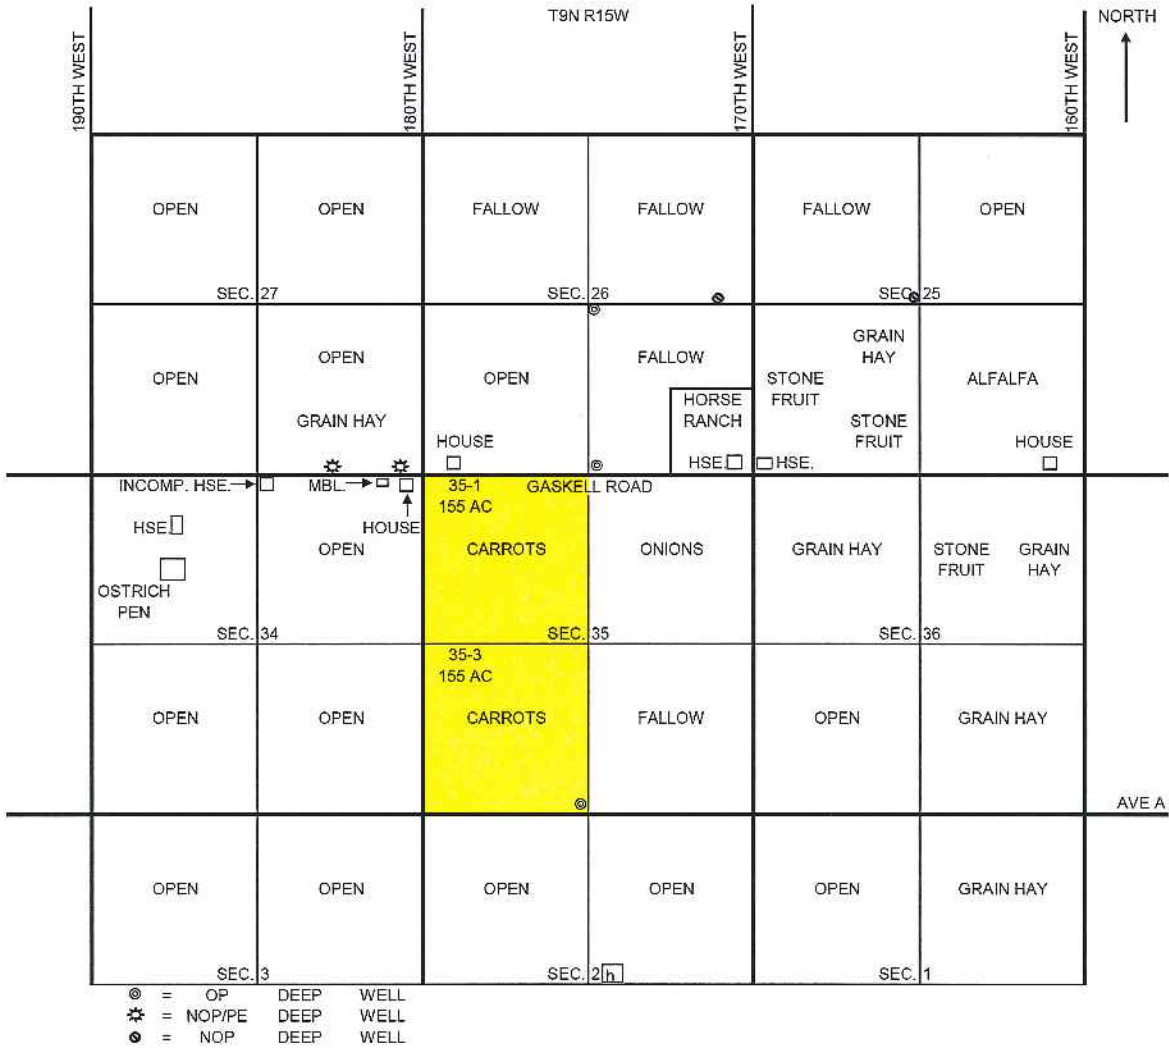 T9N R15W
NORTH
190TH WEST
180TH WEST
170TH WEST
160TH WEST
OPEN
OPEN
FALLOW
FALLOW
FALLOW
OPEN
SEC. 27
SEC. 26
SEC. 25
OPEN
OPEN
GRAIN HAY
OPEN
HOUSE
FALLOW
HORSE
RANCH
HSE.
STONE
FRUIT
GRAIN
HAY
STONE
FRUIT
HSE.
ALFALFA
HOUSE
INCOMP. HSE.
MBL.
HOUSE
HSE.
OSTRICH
PEN
OPEN
35-1
155 AC
GASKELL ROAD
CARROTS
ONIONS
GRAIN HAY
STONE
FRUIT
GRAIN
HAY
SEC. 34
SEC. 35
SEC. 36
35-3
155 AC
OPEN
OPEN
CARROTS
FALLOW
OPEN
GRAIN HAY
AVE A
OPEN
OPEN
OPEN
OPEN
OPEN
GRAIN HAY
SEC. 3
SEC. 2 h
SEC. 1
= OP DEEP WELL
= NOP/PE DEEP WELL
= NOP DEEP WELL